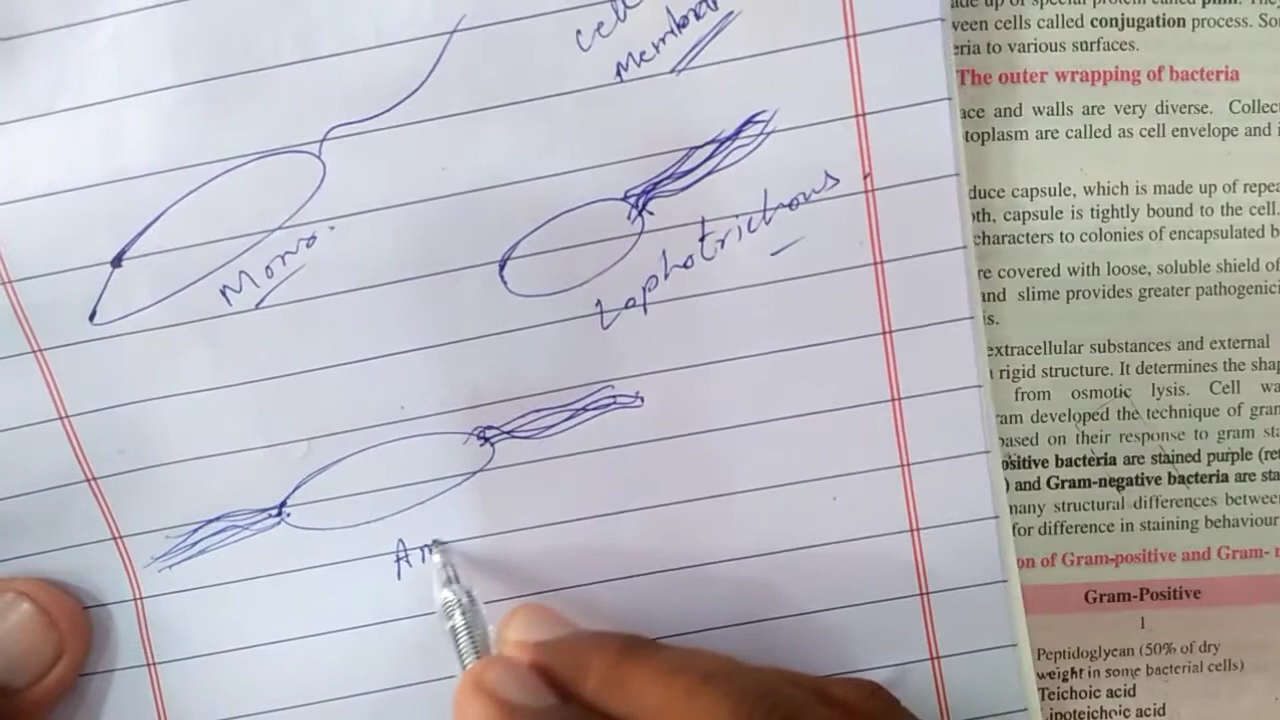 cell
Membra
Mono.
Lophotrichous
Am
ade up of special protein called pilin. They
ween cells called conjugation process. So
eria to various surfaces.
The outer wrapping of bacteria
ace and walls are very diverse. Collec
toplasm are called as cell envelope and i
duce capsule, which is made up of repea
oth, capsule is tightly bound to the cell.
characters to colonies of encapsulated b
re covered with loose, soluble shield of
and slime provides greater pathogenici
is.
extracellular substances and external
rigid structure. It determines the shap
from osmotic lysis. Cell wa
ram developed the technique of gram
based on their response to gram sta
ositive bacteria are stained purple (ret
) and Gram-negative bacteria are sta
many structural differences betwee
for difference in staining behaviour
on of Gram-positive and Gram- n
Gram-Positive
1
Peptidoglycan (50% of dry
weight in some bacterial cells)
Teichoic acid
Lipoteichoic acid